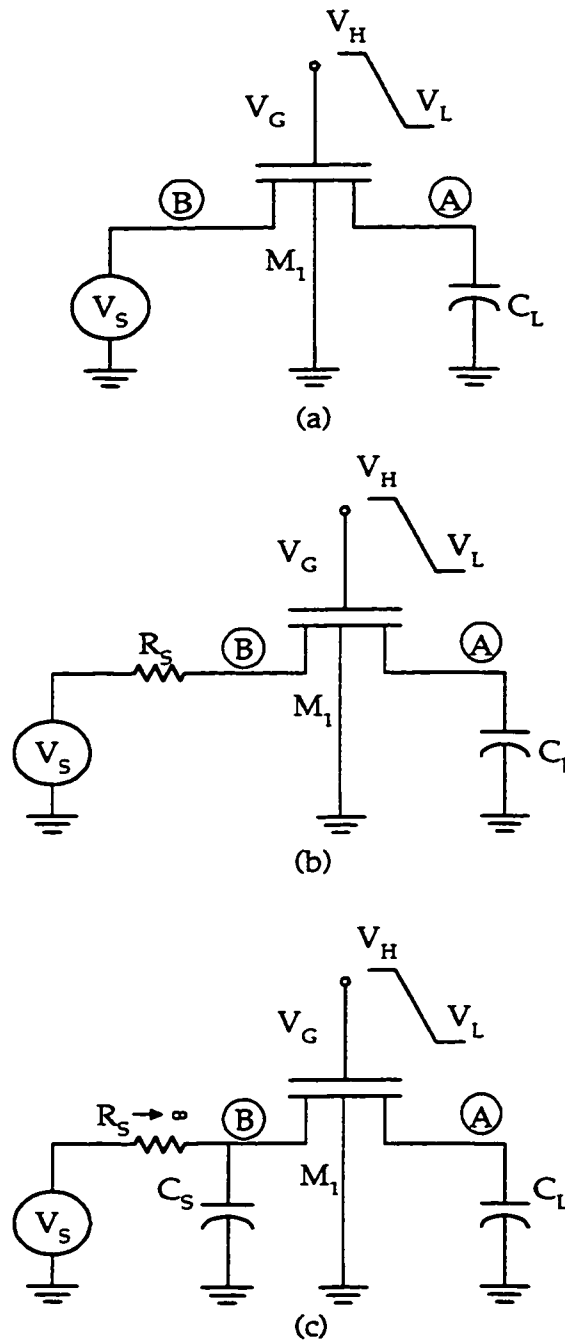 V_H
V_G
V_L
B
A
M_1
V_S
C_L
(a)
V_H
V_G
V_L
R_S
B
A
M_1
V_S
(b)
V_H
V_G
V_L
R_S → ∞
B
A
C_S
M_1
C_L
V_S
(c)